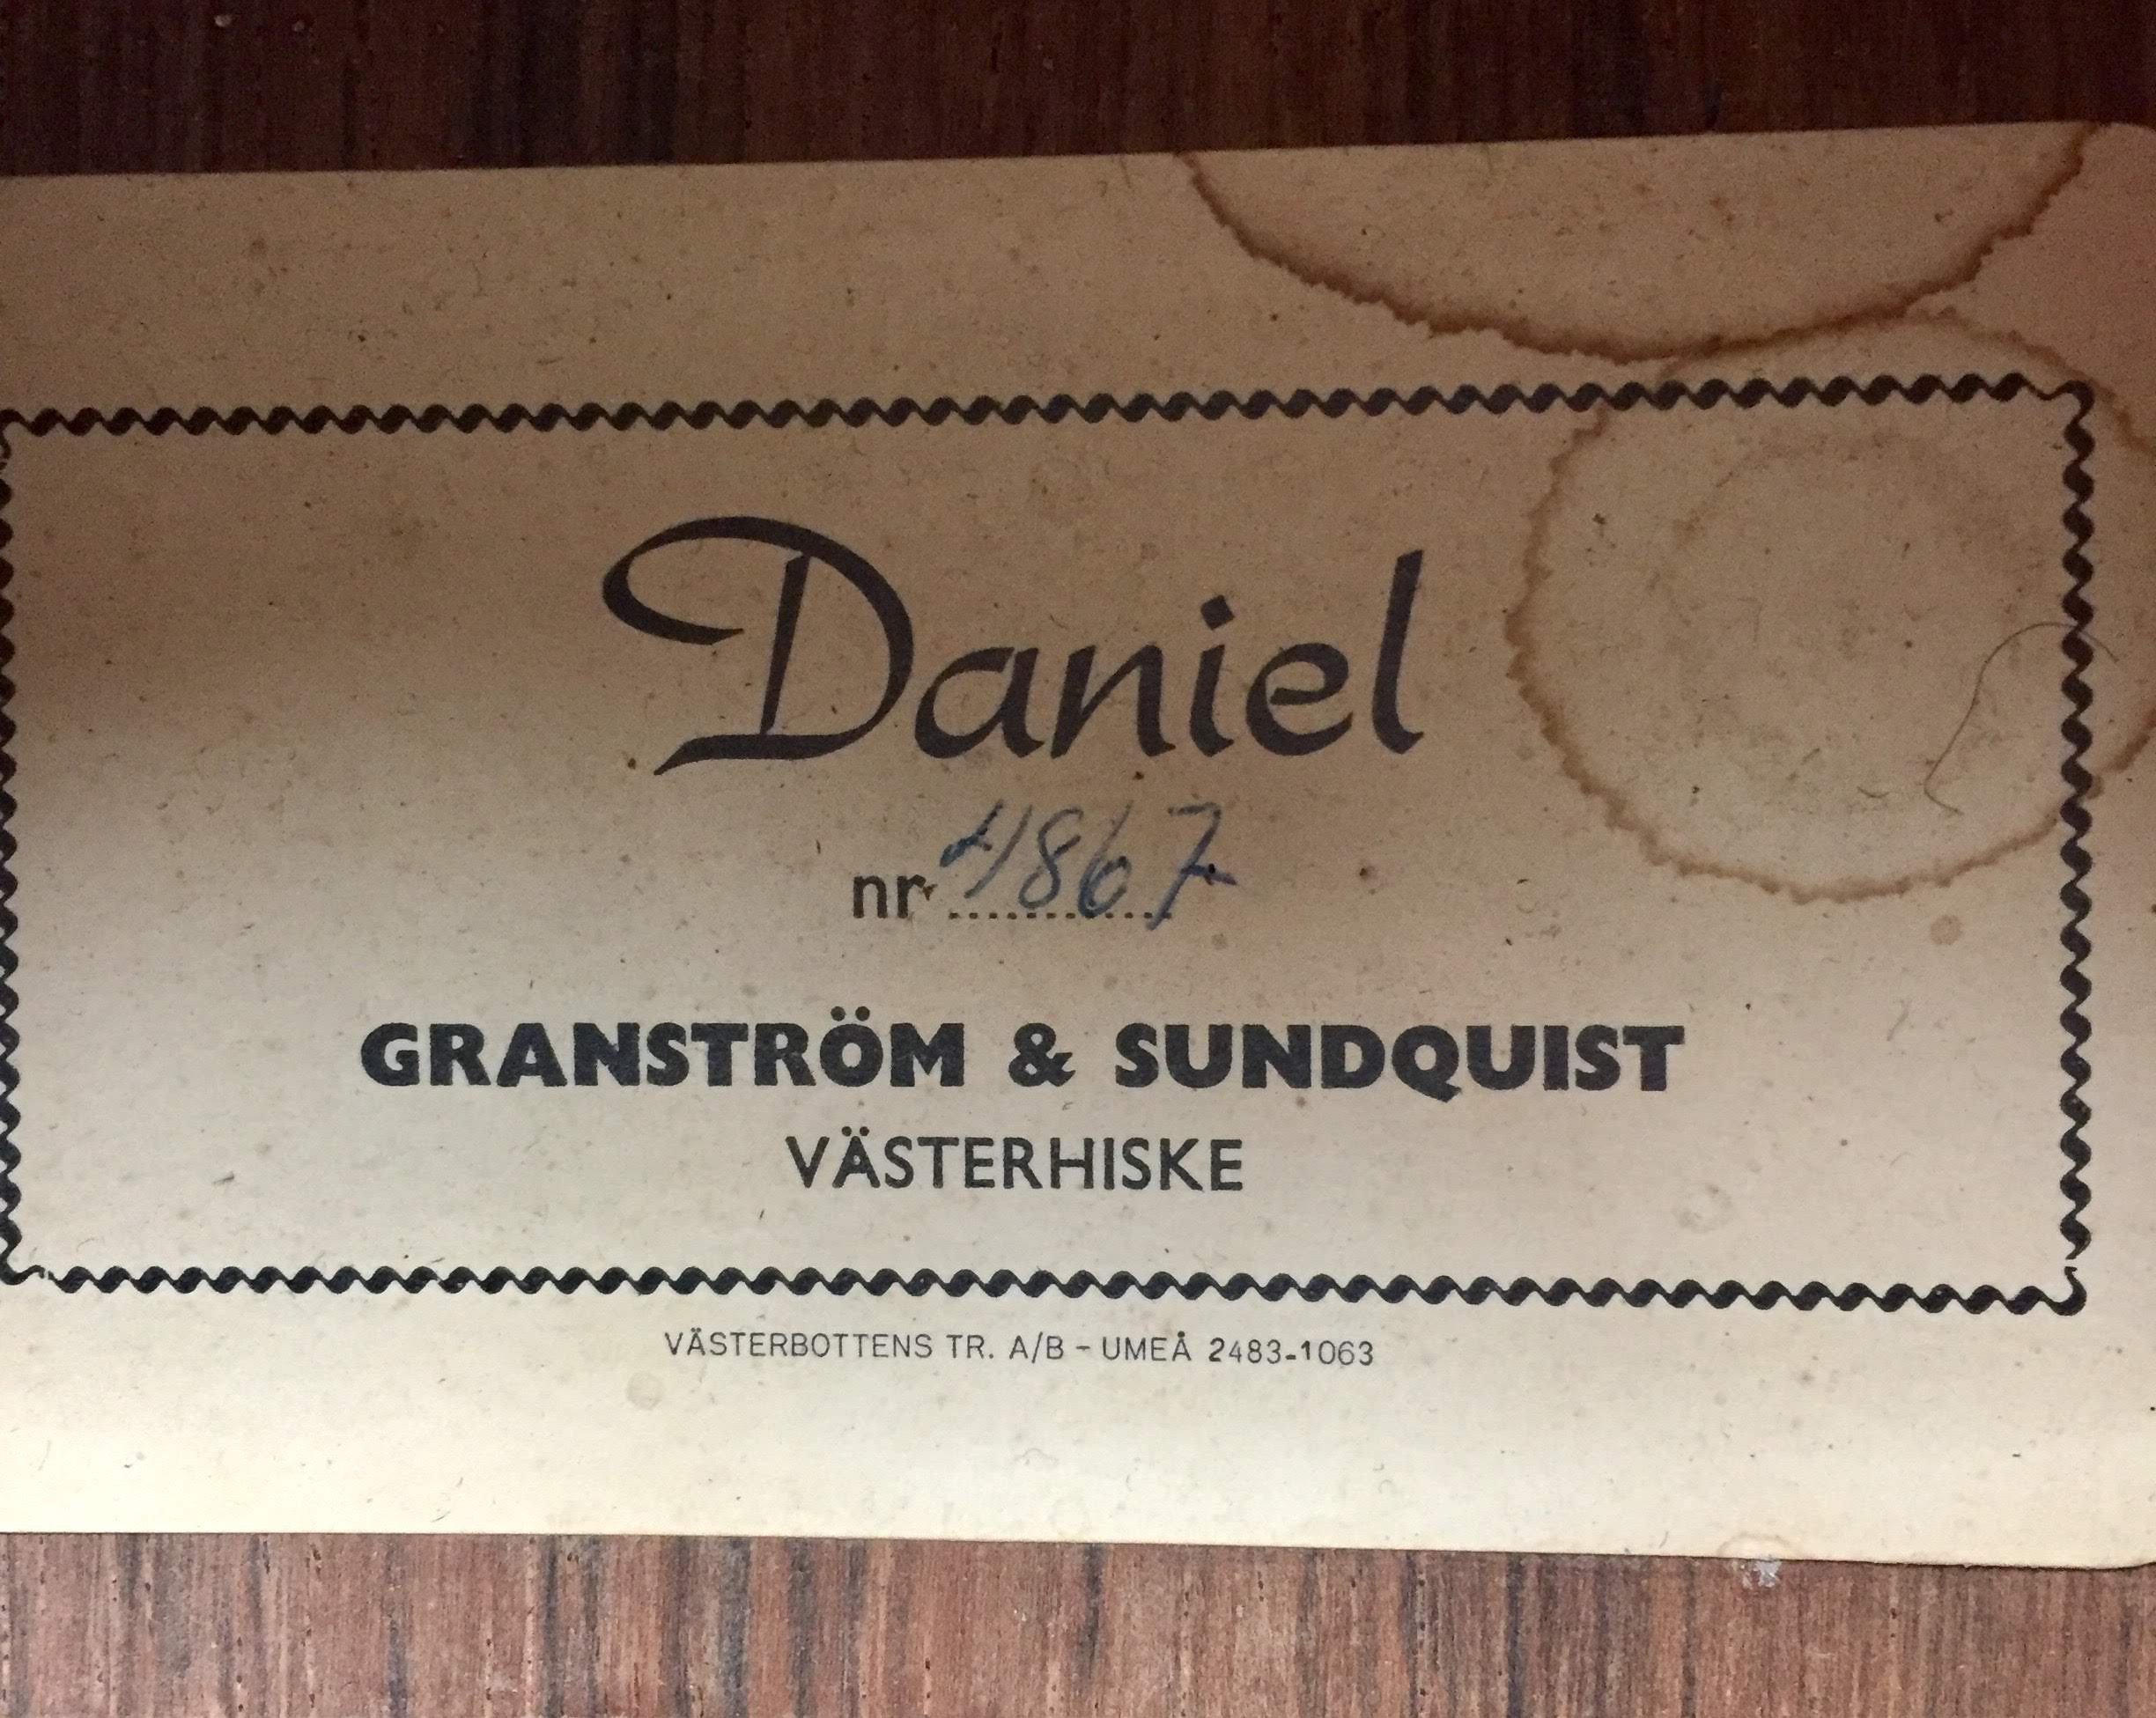 Daniel
nr 4867
GRANSTRÖM & SUNDQUIST
VÄSTERHISKE
VÄSTERBOTTENS TR. A/B - UMEÅ 2483-1063